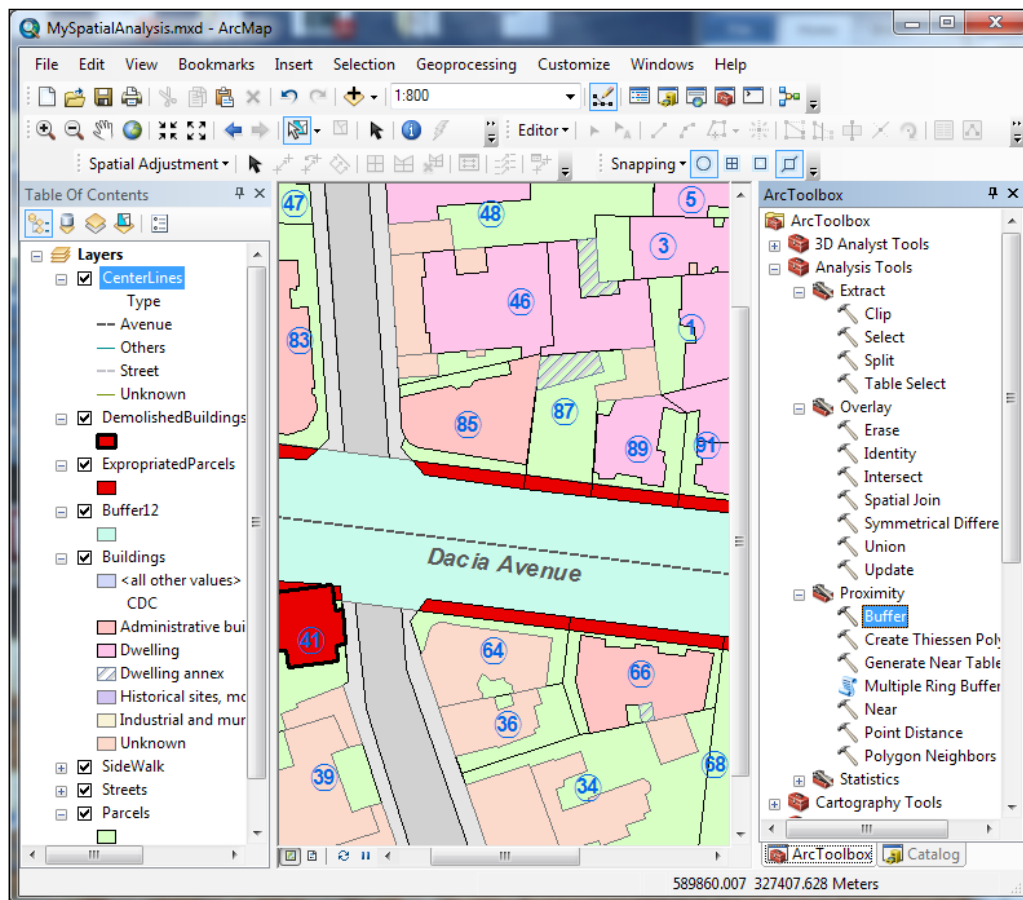 MySpatialAnalysis.mxd - ArcMap
File Edit View Bookmarks Insert Selection Geoprocessing Customize Windows Help
1:800
Editor
Spatial Adjustment
Snapping
Table Of Contents
Layers
CenterLines
Type
Avenue
Others
Street
Unknown
DemolishedBuildings
ExpropriatedParcels
Buffer12
Buildings
<all other values>
CDC
Administrative bui
Dwelling
Dwelling annex
Historical sites, mc
Industrial and mur
Unknown
SideWalk
Streets
Parcels
47
48
5
3
46
83
1
87
85
89
91
Dacia Avenue
41
64
66
36
68
39
34
ArcToolbox
ArcToolbox
3D Analyst Tools
Analysis Tools
Extract
Clip
Select
Split
Table Select
Overlay
Erase
Identity
Intersect
Spatial Join
Symmetrical Differe
Union
Update
Proximity
Buffer
Create Thiessen Poly
Generate Near Table
Multiple Ring Buffer
Near
Point Distance
Polygon Neighbors
Statistics
Cartography Tools
ArcToolbox Catalog
589860.007 327407.628 Meters